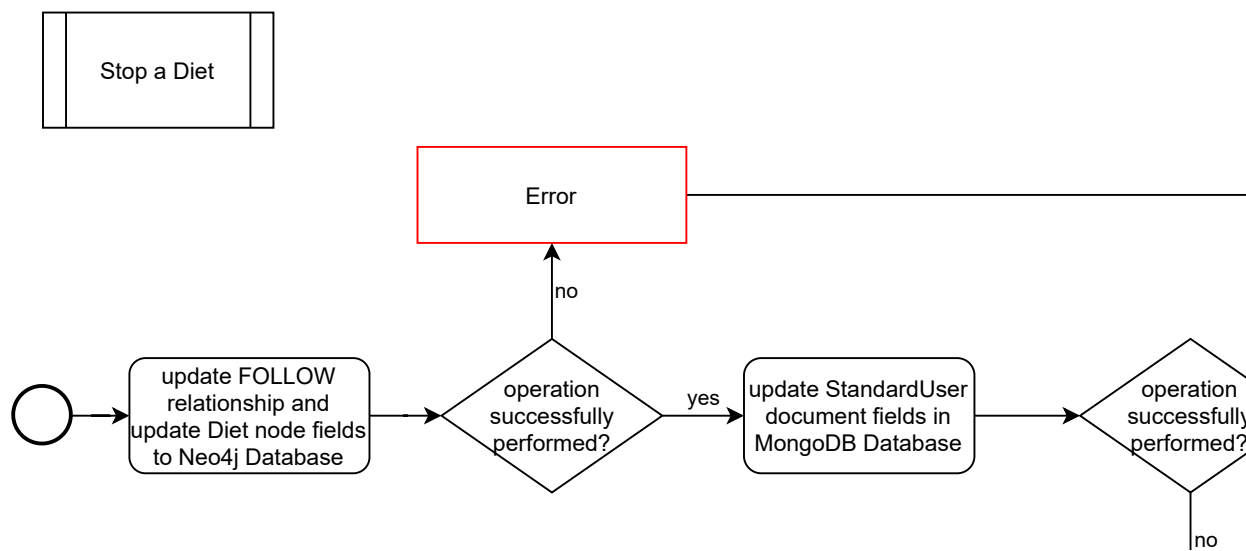 Stop a Diet
Error
no
update FOLLOW
relationship and
update Diet node fields
to Neo4j Database
operation
successfully
performed?
yes
update StandardUser
document fields in
MongoDB Database
operation
successfully
performed?
no